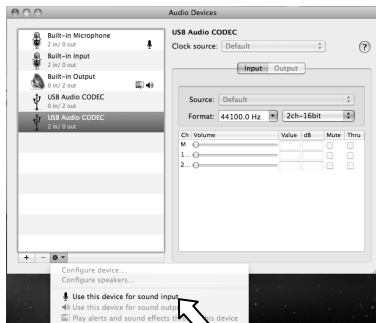 Audio Devices
Built-in Microphone
2 in/ 0 out
Built-in Input
2 in/ 0 out
Built-in Output
0 in/ 2 out
USB Audio CODEC
0 in/ 2 out
USB Audio CODEC
2 in/ 0 out
+ −
USB Audio CODEC
Clock source: Default
?
Input Output
Source: Default
Format: 44100.0 Hz 2ch-16bit
Ch Volume Value dB Mute Thru
M
1...
2...
Configure device...
Configure speakers...
Use this device for sound input
Use this device for sound output
Play alerts and sound effects this device